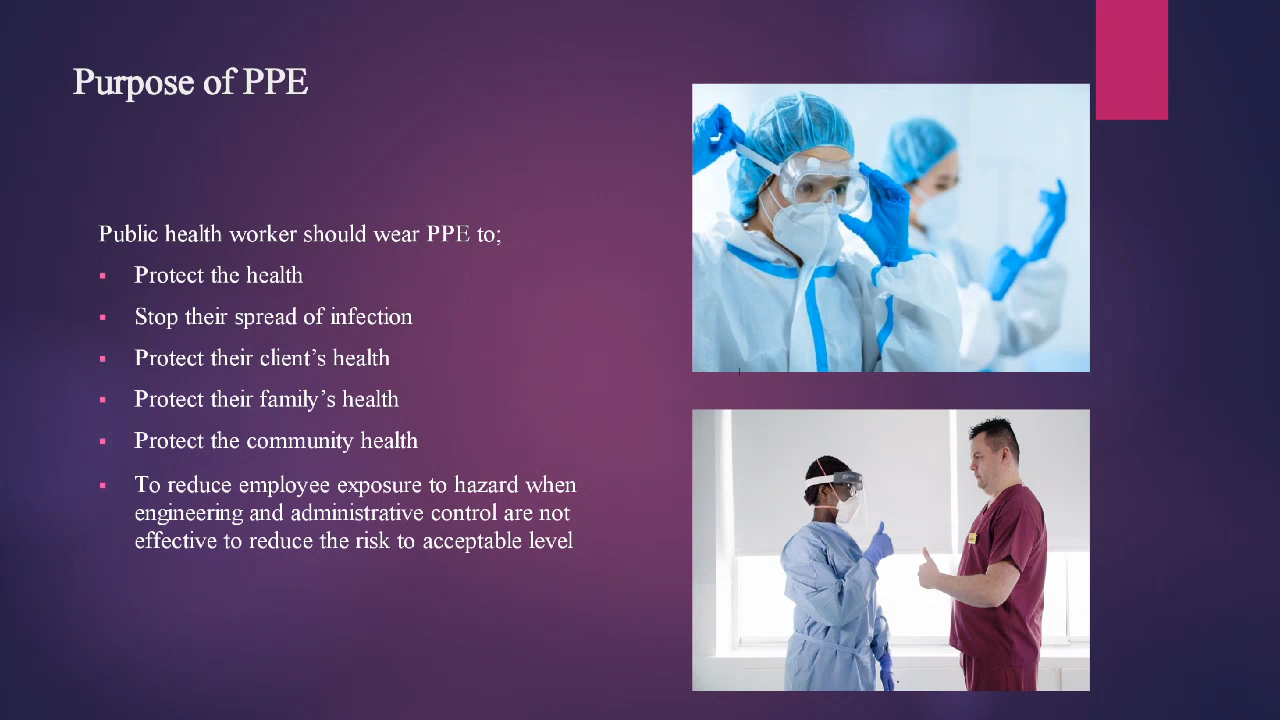 Purpose of PPE
Public health worker should wear PPE to;
Protect the health
Stop their spread of infection
Protect their client’s health
Protect their family’s health
Protect the community health
To reduce employee exposure to hazard when
engineering and administrative control are not
effective to reduce the risk to acceptable level